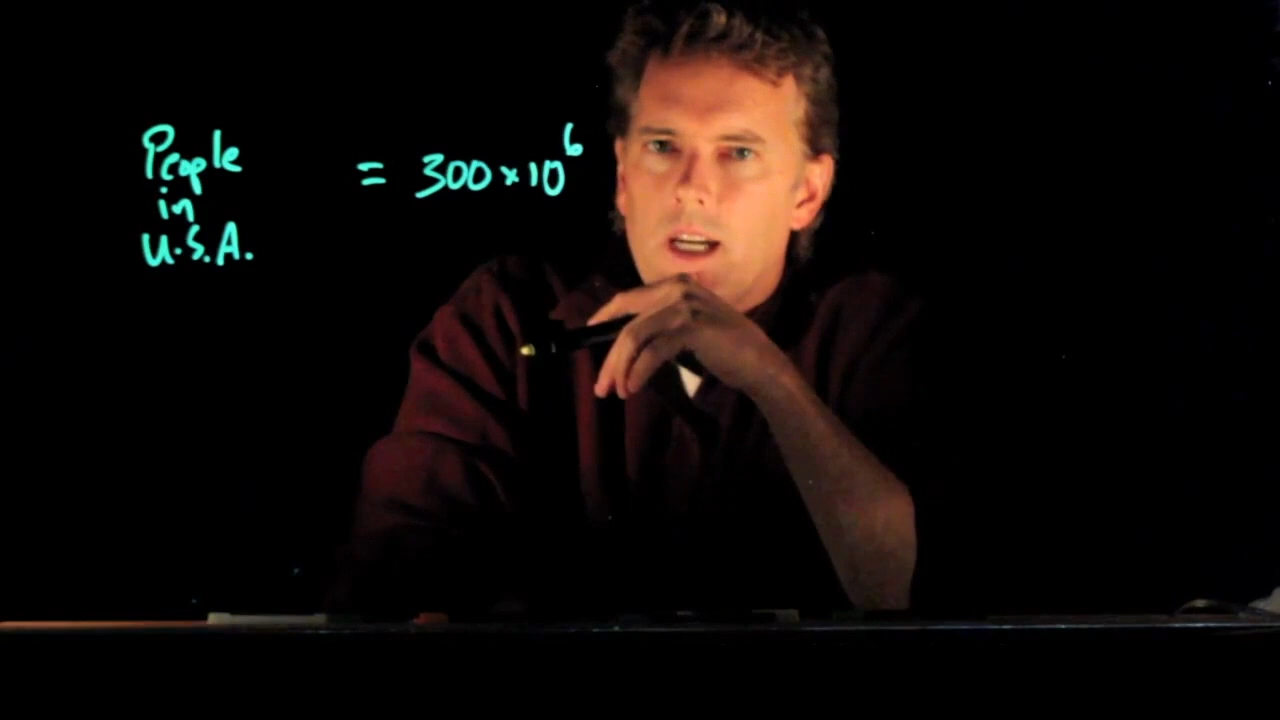 People = 300 × 10⁶
in
U.S.A.